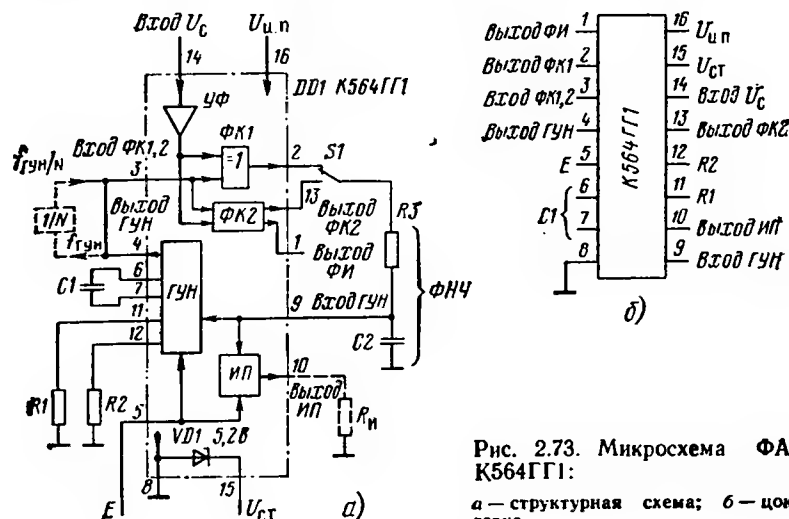 Вход Uс
Uи.п
14
16
DD1 К564ГГ1
УФ
ФК1
=1
2
S1
fГУН/N
Вход ФК1,2
3
1/N
fГУН
Выход ГУН
4
ФК2
13
Выход ФК2
1
Выход ФИ
R3
ФНЧ
C1
6
7
ГУН
11
12
9
Вход ГУН
C2
R1
R2
ИП
10
Выход ИП
Rн
5
VD1
5,2В
8
15
E
Uст
а)
1
Выход ФИ
2
Выход ФК1
3
Вход ФК1,2
4
Выход ГУН
5
E
6
C1
7
8
К564ГГ1
16
Uи.п
15
Uст
14
Вход Uс
13
Выход ФК2
12
R2
11
R1
10
Выход ИП
9
Вход ГУН
б)
Рис. 2.73. Микросхема ФА
К564ГГ1:
а — структурная схема; б — цок